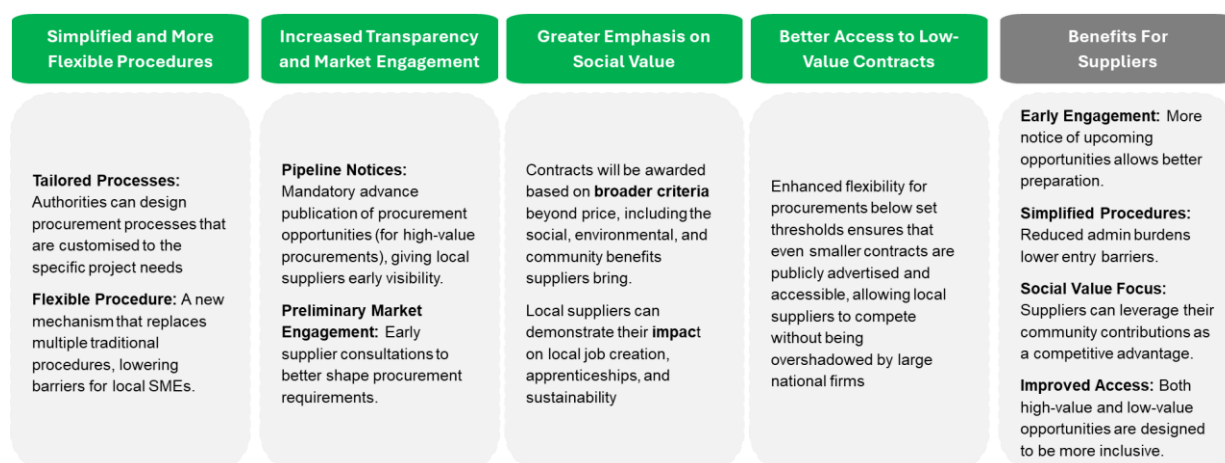 Simplified and More
Flexible Procedures
Tailored Processes:
Authorities can design
procurement processes that
are customised to the
specific project needs
Flexible Procedure: A new
mechanism that replaces
multiple traditional
procedures, lowering
barriers for local SMEs.
Increased Transparency
and Market Engagement
Pipeline Notices:
Mandatory advance
publication of procurement
opportunities (for high-value
procurements), giving local
suppliers early visibility.
Preliminary Market
Engagement: Early
supplier consultations to
better shape procurement
requirements.
Greater Emphasis on
Social Value
Contracts will be awarded
based on broader criteria
beyond price, including the
social, environmental, and
community benefits
suppliers bring.
Local suppliers can
demonstrate their impact
on local job creation,
apprenticeships, and
sustainability
Better Access to Low-
Value Contracts
Enhanced flexibility for
procurements below set
thresholds ensures that
even smaller contracts are
publicly advertised and
accessible, allowing local
suppliers to compete
without being
overshadowed by large
national firms
Benefits For
Suppliers
Early Engagement: More
notice of upcoming
opportunities allows better
preparation.
Simplified Procedures:
Reduced admin burdens
lower entry barriers.
Social Value Focus:
Suppliers can leverage their
community contributions as
a competitive advantage.
Improved Access: Both
high-value and low-value
opportunities are designed
to be more inclusive.